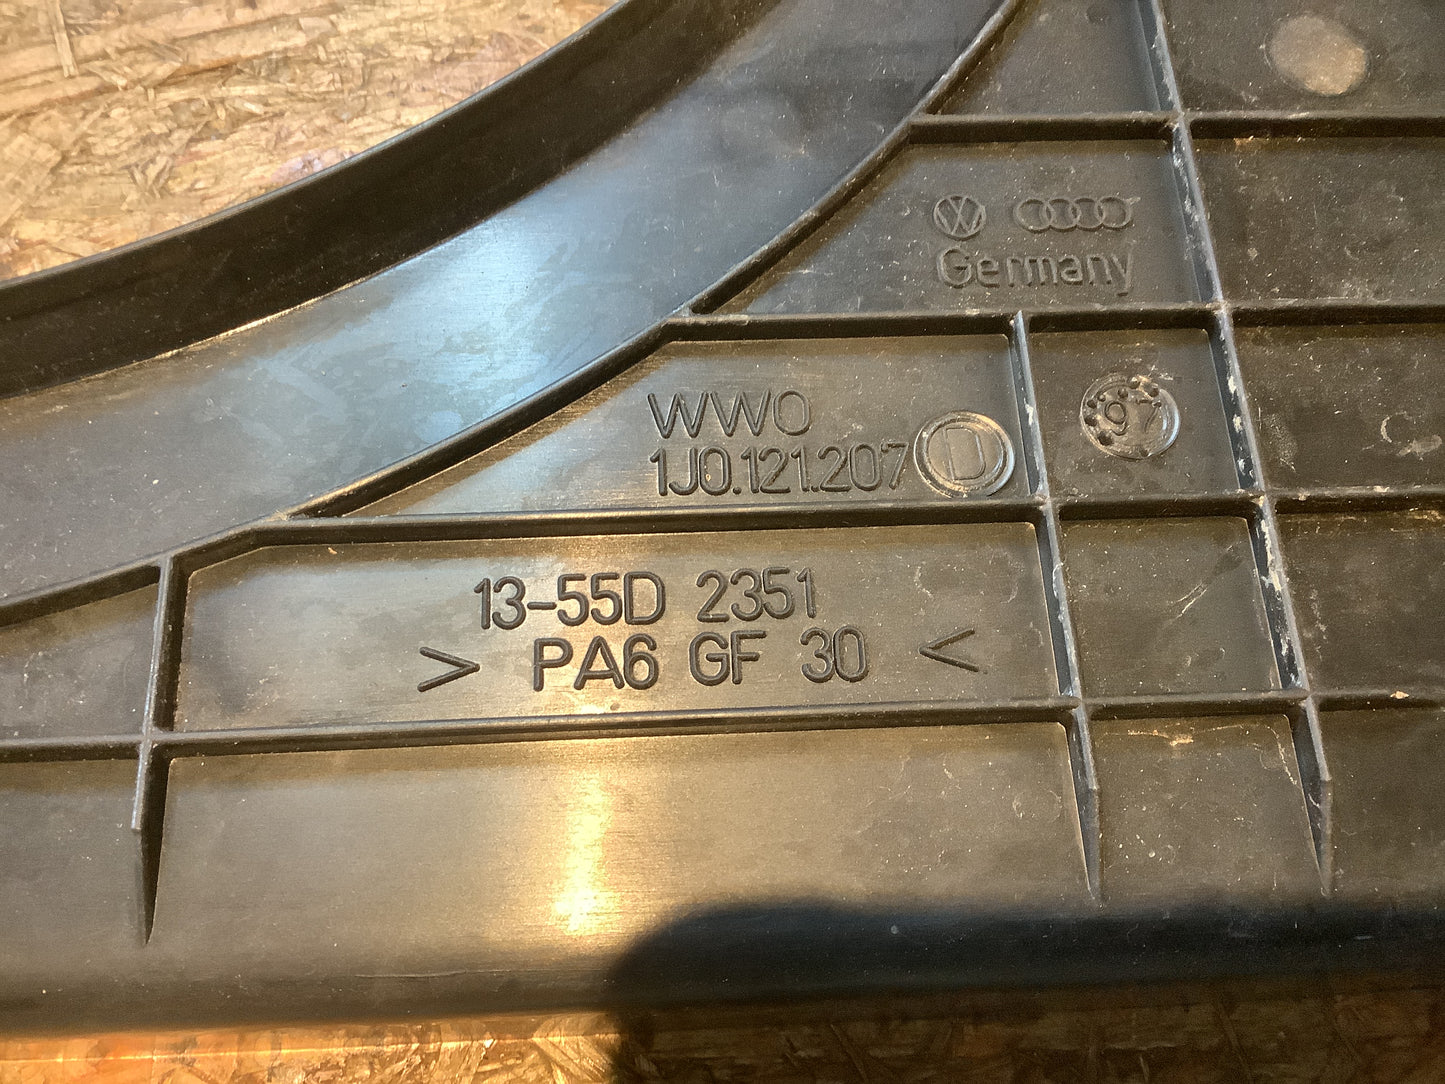 Germany
WWO
1J0.121.207 D
97
13-55D 2351
> PA6 GF 30 <